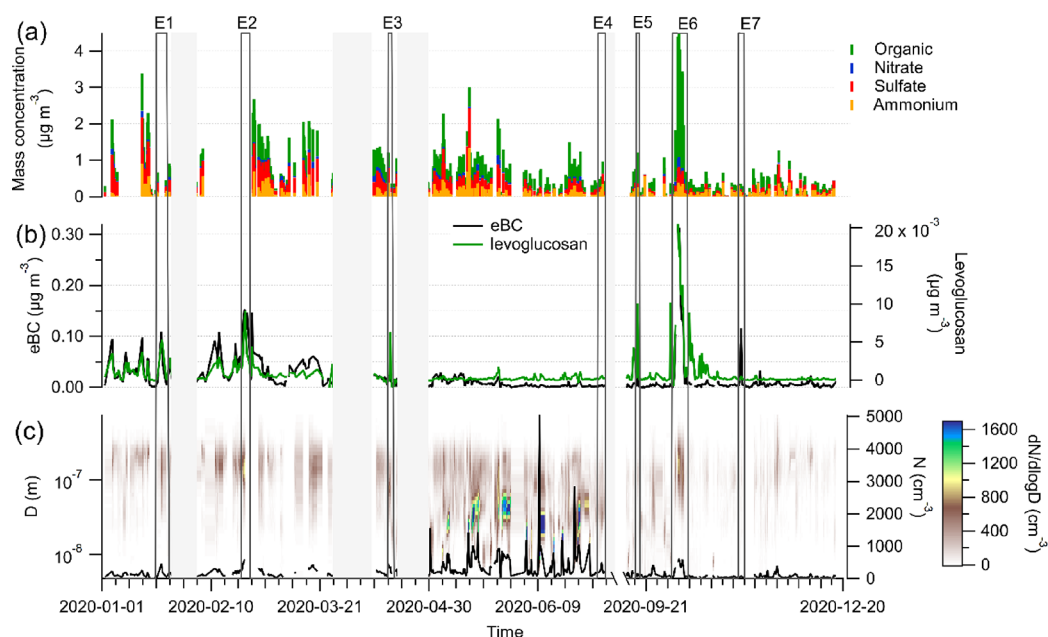 E1 E2 E3 E4 E5 E6 E7
(a)
Mass concentration
(µg m⁻³)
4
3
2
1
0
Organic
Nitrate
Sulfate
Ammonium
(b)
eBC (µg m⁻³)
0.30
0.20
0.10
0.00
eBC
levoglucosan
20 x 10⁻³
15
10
5
0
Levoglucosan
(µg m⁻³)
(c)
D (m)
10⁻⁷
10⁻⁸
5000
4000
3000
2000
1000
0
N (cm⁻³)
1600
1200
800
400
0
dN/dlogD (cm⁻³)
2020-01-01 2020-02-10 2020-03-21 2020-04-30 2020-06-09 2020-09-21 2020-12-20
Time